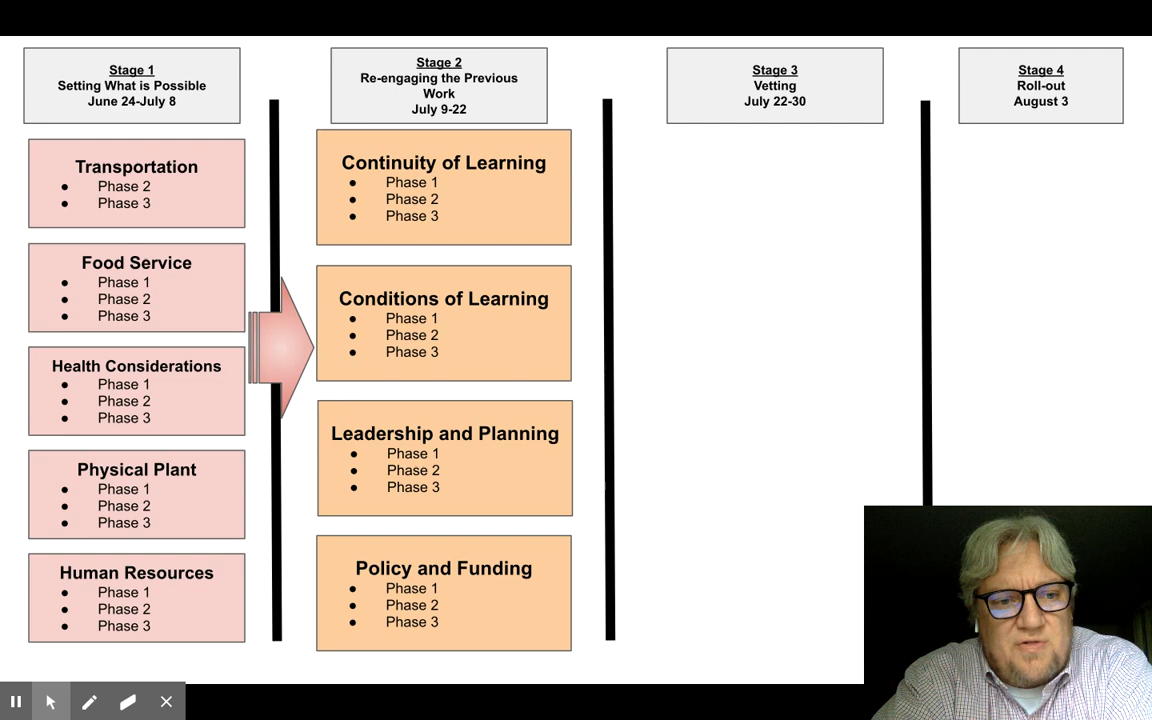 Stage 1
Setting What is Possible
June 24-July 8
Stage 2
Re-engaging the Previous
Work
July 9-22
Stage 3
Vetting
July 22-30
Stage 4
Roll-out
August 3
Transportation
● Phase 2
● Phase 3
Food Service
● Phase 1
● Phase 2
● Phase 3
Health Considerations
● Phase 1
● Phase 2
● Phase 3
Physical Plant
● Phase 1
● Phase 2
● Phase 3
Human Resources
● Phase 1
● Phase 2
● Phase 3
Continuity of Learning
● Phase 1
● Phase 2
● Phase 3
Conditions of Learning
● Phase 1
● Phase 2
● Phase 3
Leadership and Planning
● Phase 1
● Phase 2
● Phase 3
Policy and Funding
● Phase 1
● Phase 2
● Phase 3